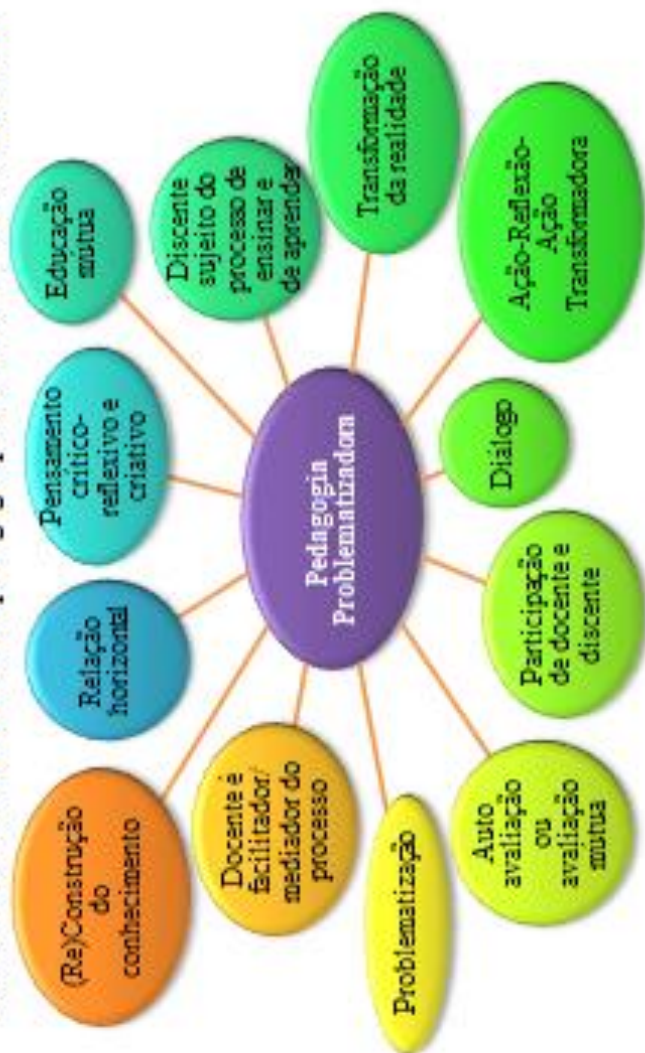 (Re)Construção
do
conhecimento
Relação
horizontal
Pensamento
crítico-
reflexivo e
criativo
Educação
mútua
Docente é
facilitador/
mediador do
processo
Pedagogia
Problematizadora
Discente
sujeito do
processo de
ensinar e
de aprender
Problematização
Transformação
da realidade
Auto
avaliação
ou
avaliação
mútua
Participação
de docente e
discente
Diálogo
Ação-Reflexão-
Ação
Transformadora